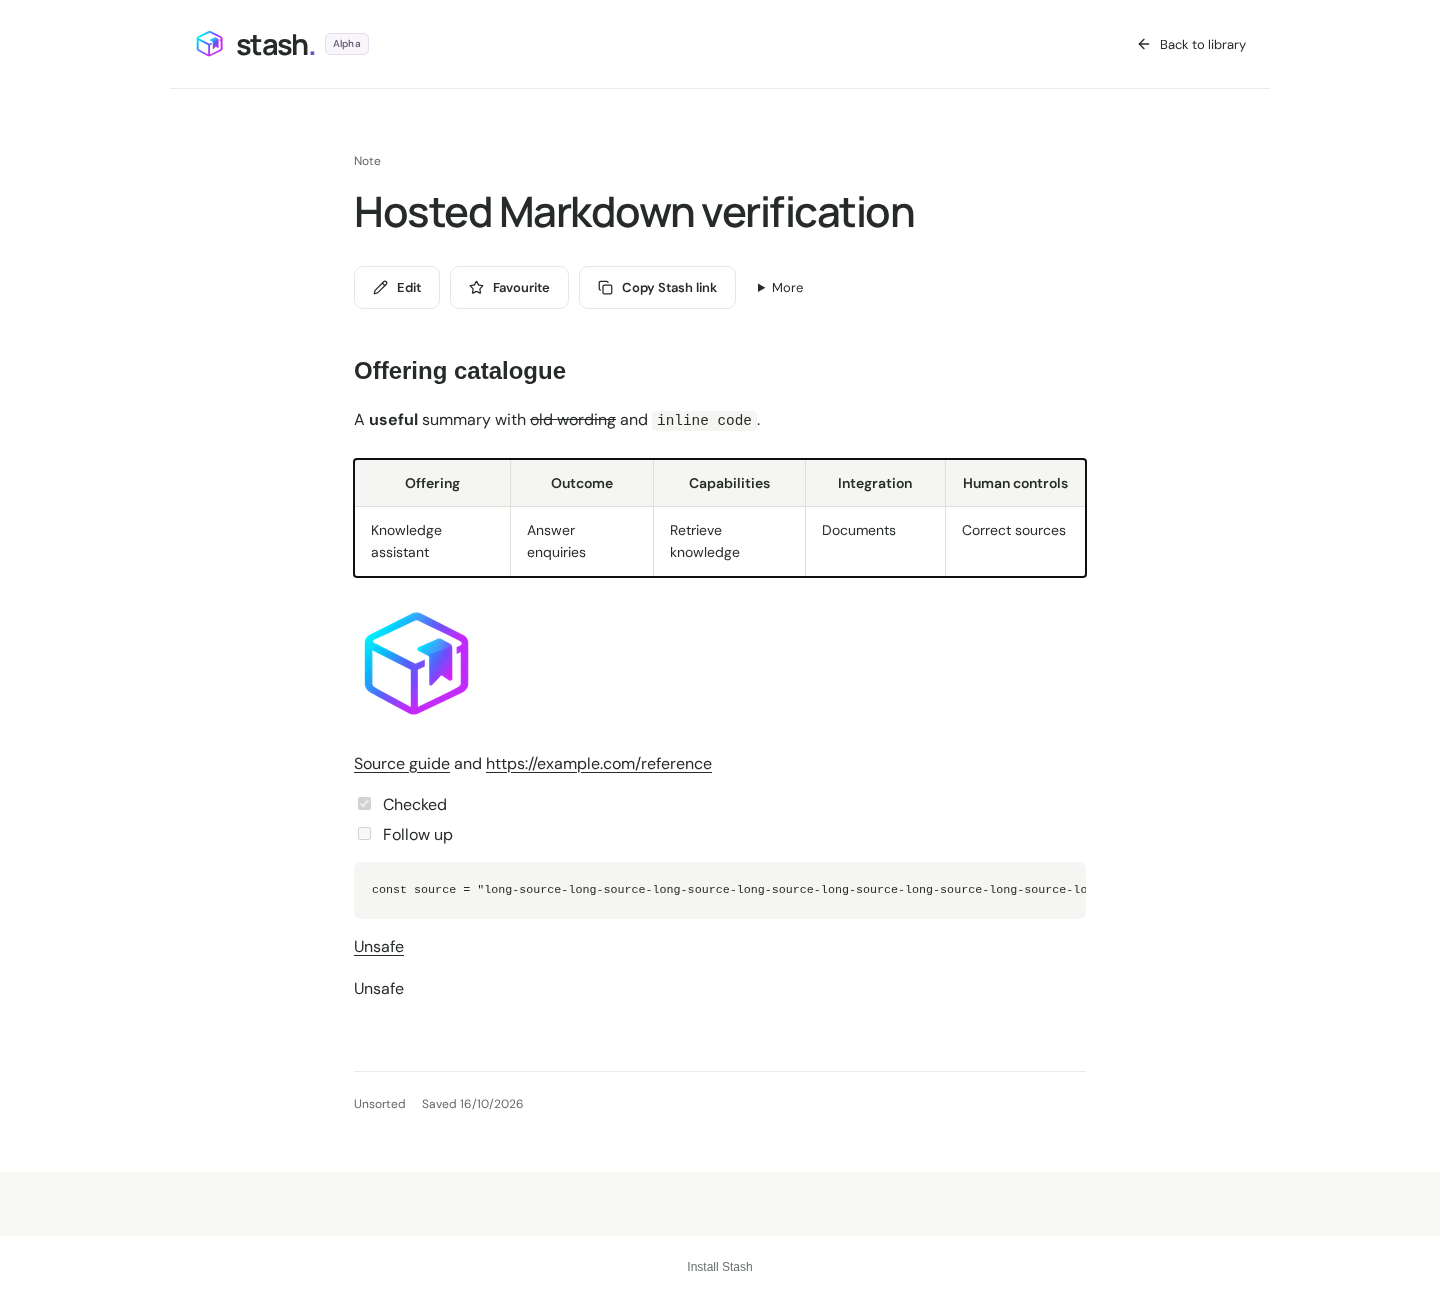 stash. Alpha
Back to library
Note
Hosted Markdown verification
Edit
Favourite
Copy Stash link
More
Offering catalogue
A useful summary with old wording and inline code.
Offering Outcome Capabilities Integration Human controls
Knowledge assistant
Answer enquiries
Retrieve knowledge
Documents
Correct sources
Source guide and https://example.com/reference
Checked
Follow up
const source = "long-source-long-source-long-source-long-source-long-source-long-source-long-source-lo
Unsafe
Unsafe
Unsorted Saved 16/10/2026
Install Stash